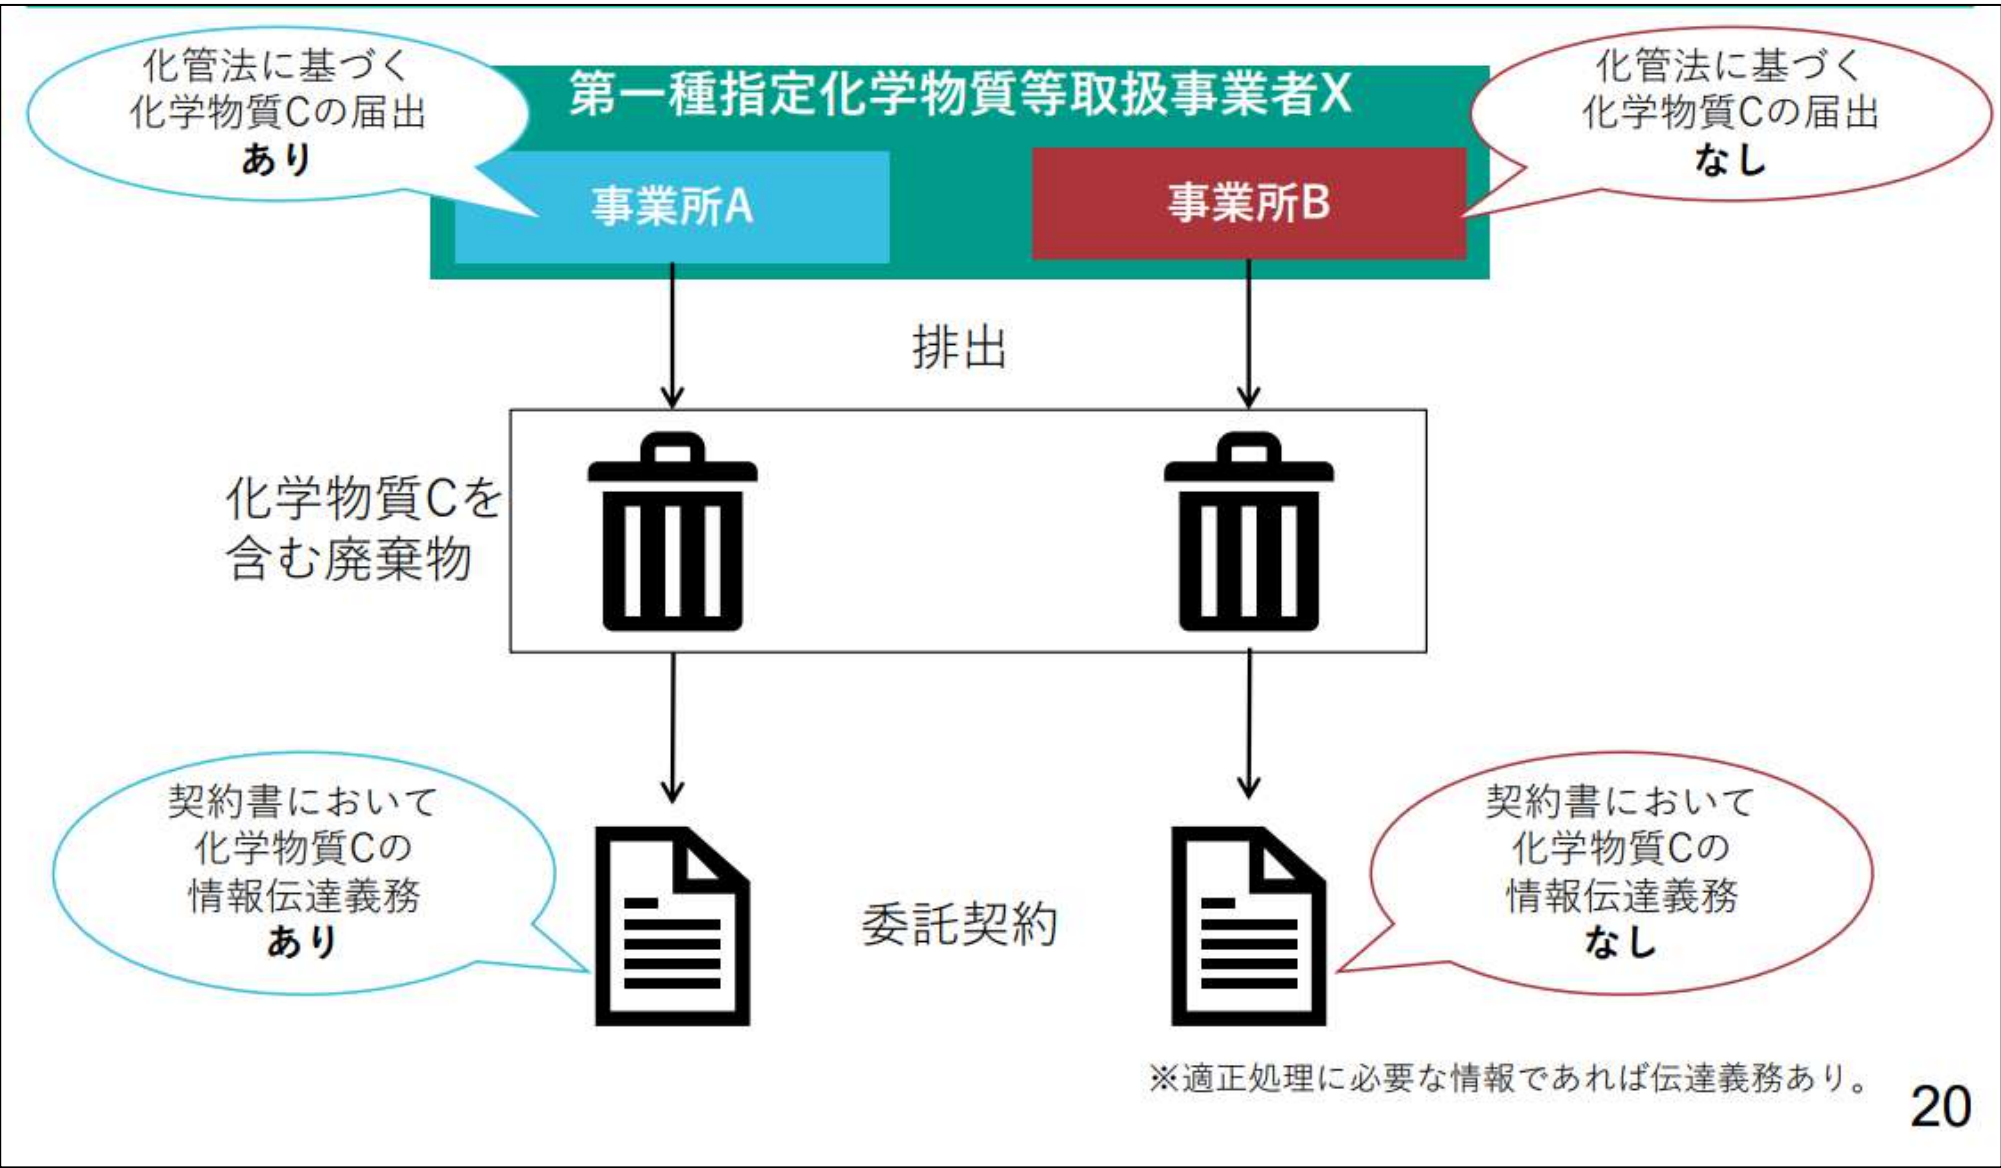 化管法に基づく
化学物質Cの届出
あり
第一種指定化学物質等取扱事業者X
化管法に基づく
化学物質Cの届出
なし
事業所A
事業所B
排出
化学物質Cを
含む廃棄物
契約書において
化学物質Cの
情報伝達義務
あり
委託契約
契約書において
化学物質Cの
情報伝達義務
なし
※適正処理に必要な情報であれば伝達義務あり。
20